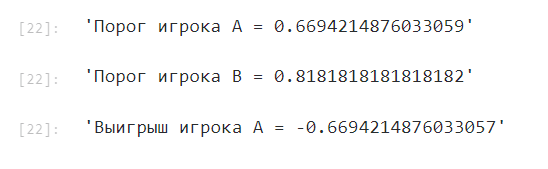 [22]: 'Порог игрока A = 0.6694214876033059'
[22]: 'Порог игрока B = 0.8181818181818182'
[22]: 'Выигрыш игрока A = -0.6694214876033057'